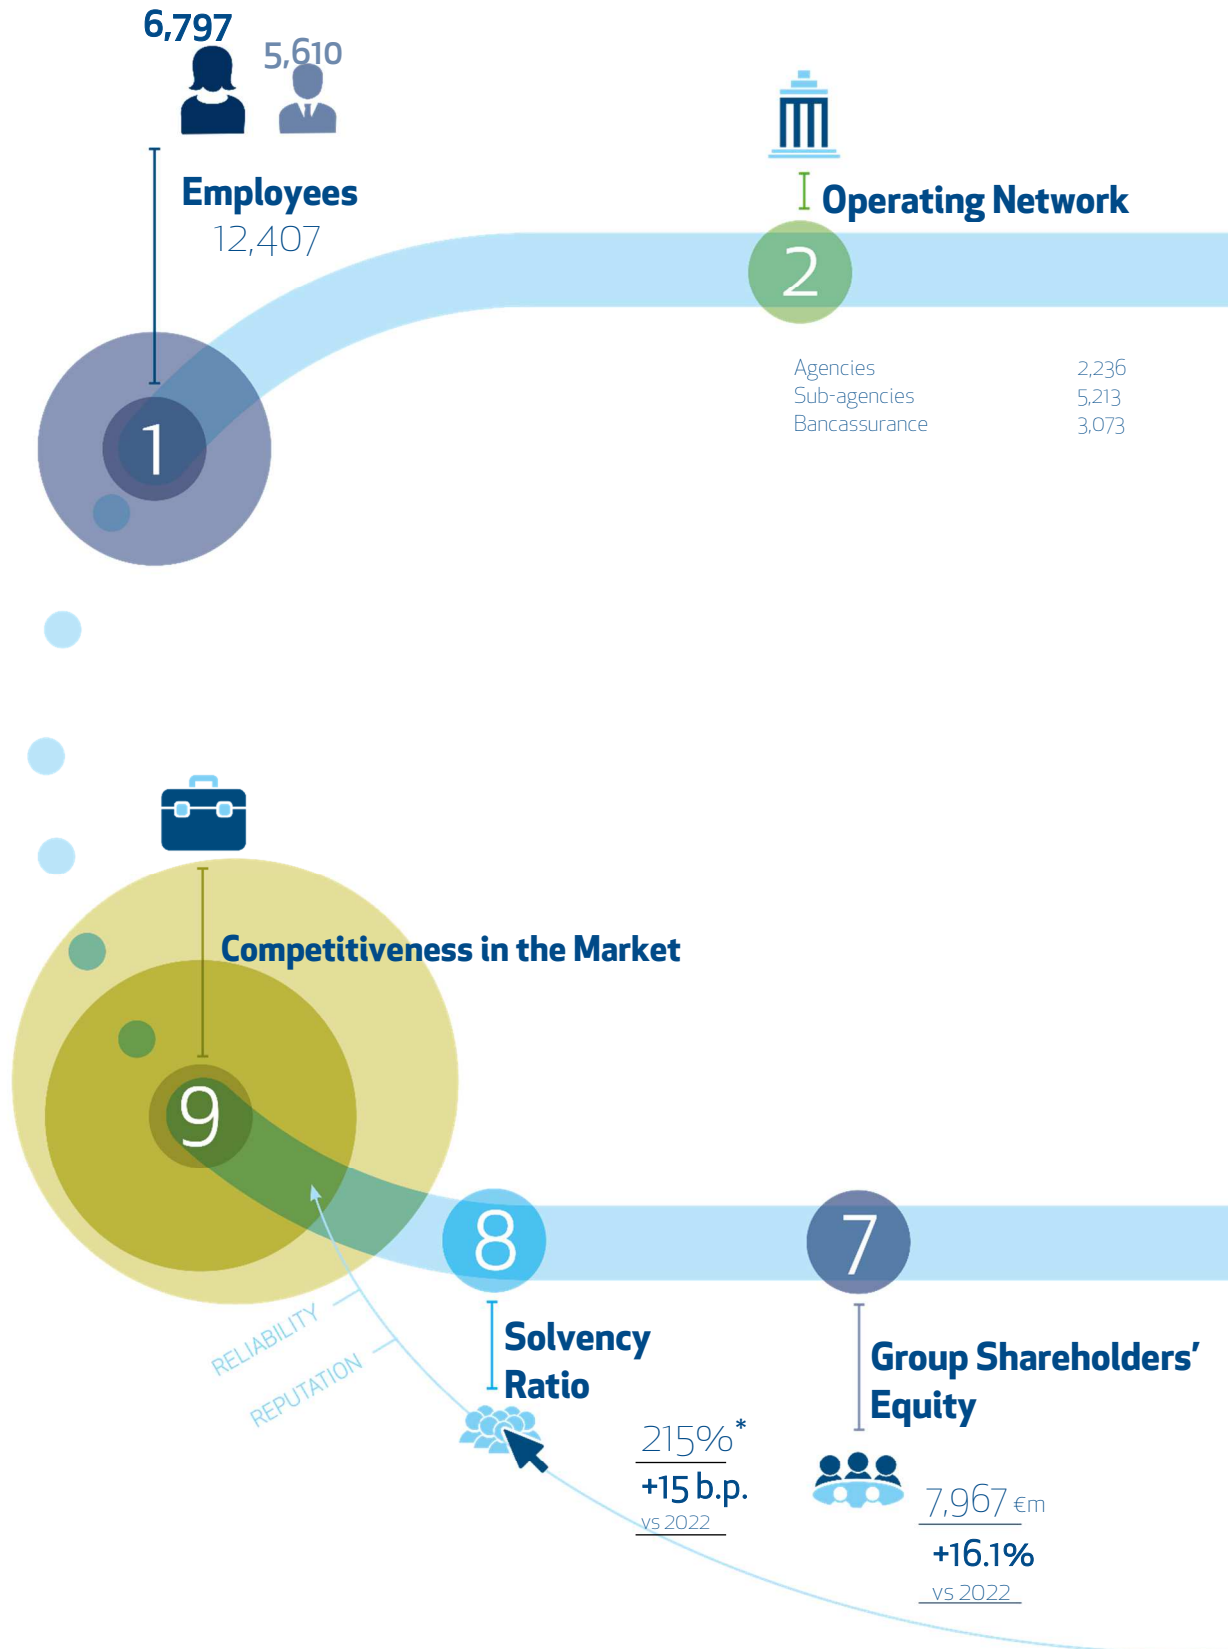 6,797
5,610
Employees
12,407
1
Operating Network
2
Agencies 2,236
Sub-agencies 5,213
Bancassurance 3,073
Competitiveness in the Market
9
RELIABILITY
REPUTATION
8
Solvency
Ratio
215%*
+15 b.p.
vs 2022
7
Group Shareholders’
Equity
7,967 €m
+16.1%
vs 2022